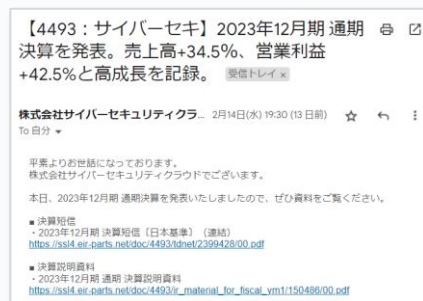 【4493：サイバーセキ】2023年12月期 通期
決算を発表。売上高+34.5%、営業利益
+42.5%と高成長を記録。 受信トレイ ×
株式会社サイバーセキュリティクラ... 2月14日(水) 19:30 (13 日前)
To 自分
平素よりお世話になっております。
株式会社サイバーセキュリティクラウドでございます。
本日、2023年12月期 通期決算を発表いたしましたので、ぜひ資料をご覧ください。
■ 決算短信
・2023年12月期 決算短信〔日本基準〕（連結）
https://ssl4.eir-parts.net/doc/4493/tdnet/2399428/00.pdf
■ 決算説明資料
・2023年12月期 通期 決算説明資料
https://ssl4.eir-parts.net/doc/4493/ir_material_for_fiscal_ym1/150486/00.pdf